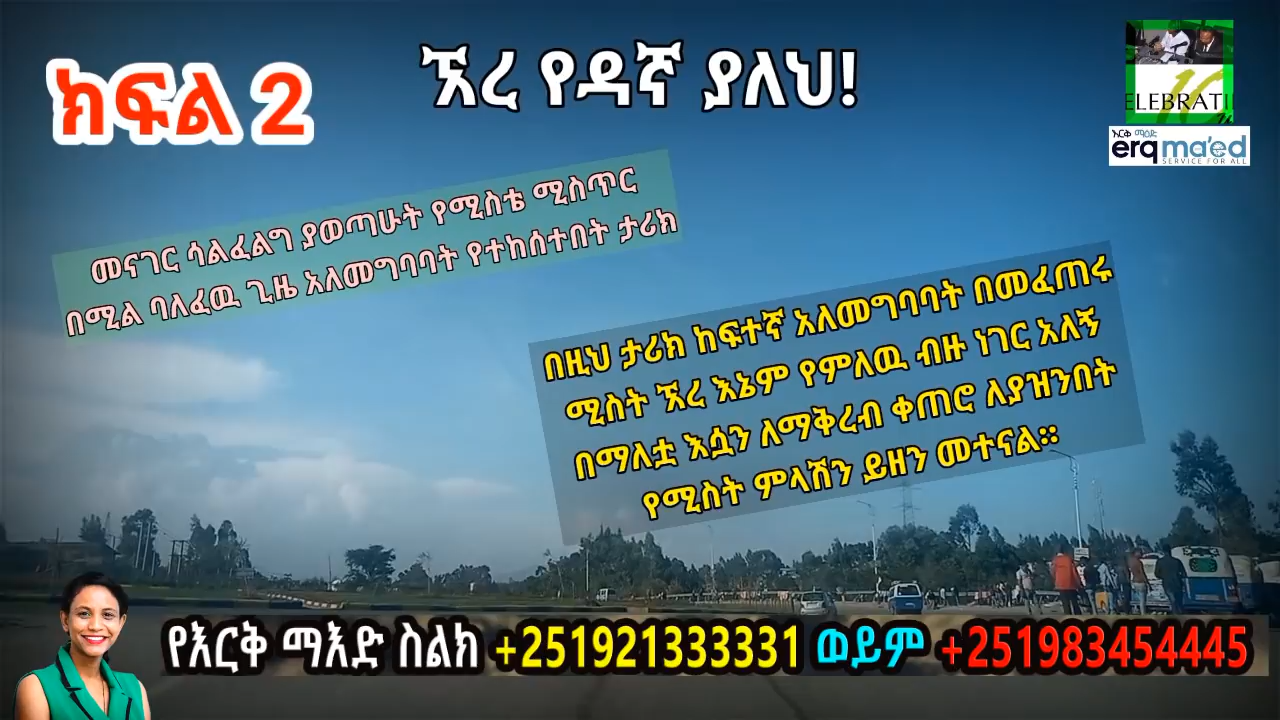 ክፍል 2
ኧረ የዳኛ ያለህ!
ELEBRATI
እርቅ ማዕድ
erqma'ed
SERVICE FOR ALL
መናገር ሳልፈልግ ያወጣሁት የሚስቴ ሚስጥር
በሚል ባለፈዉ ጊዜ አለመግባባት የተከሰተበት ታሪክ
በዚህ ታሪክ ከፍተኛ አለመግባባት በመፈጠሩ
ሚስት ኧረ እኔም የምለዉ ብዙ ነገር አለኝ
በማለቷ እሷን ለማቅረብ ቀጠሮ ለያዝንበት
የሚስት ምላሽን ይዘን መተናል።
የእርቅ ማእድ ስልክ +251921333331 ወይም +251983454445